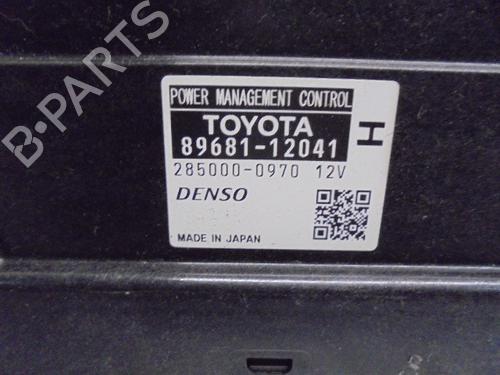 B-PARTS
POWER MANAGEMENT CONTROL
TOYOTA
89681-12041
H
285000-0970 12V
DENSO
MADE IN JAPAN